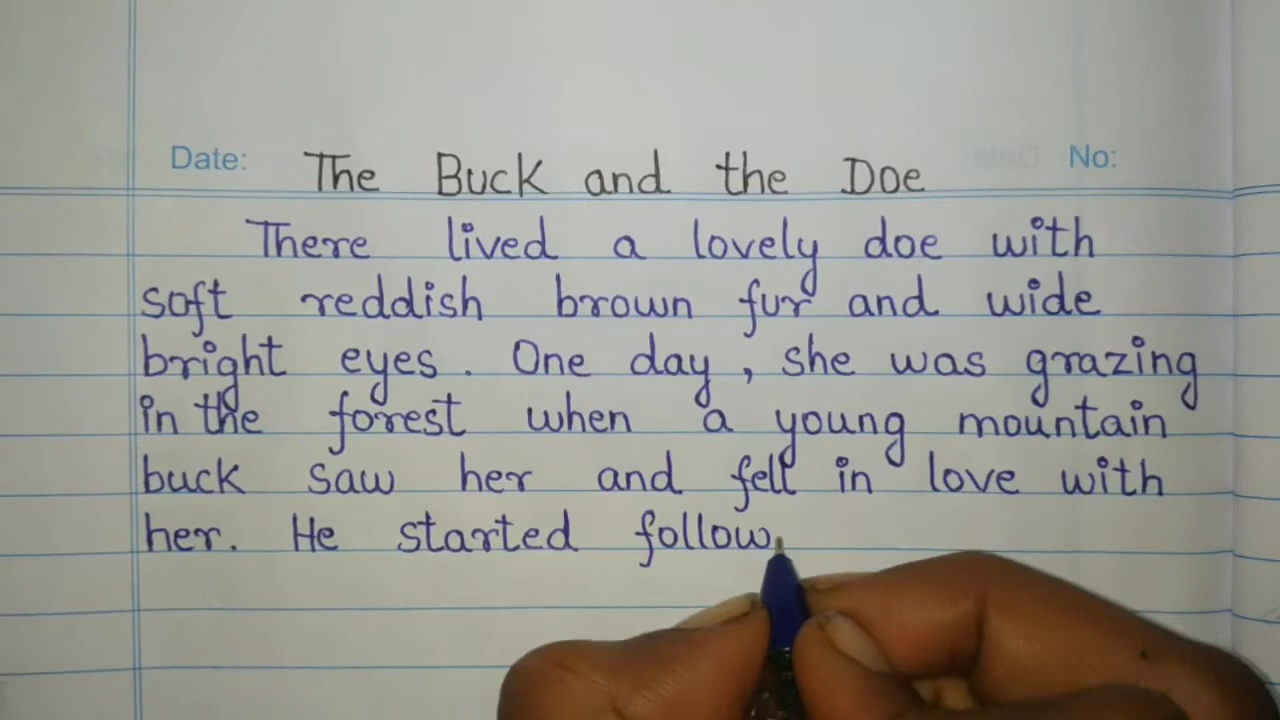 Date: The Buck and the Doe No:
There lived a lovely doe with
soft reddish brown fur and wide
bright eyes. One day, she was grazing
in the forest when a young mountain
buck saw her and fell in love with
her. He started follow